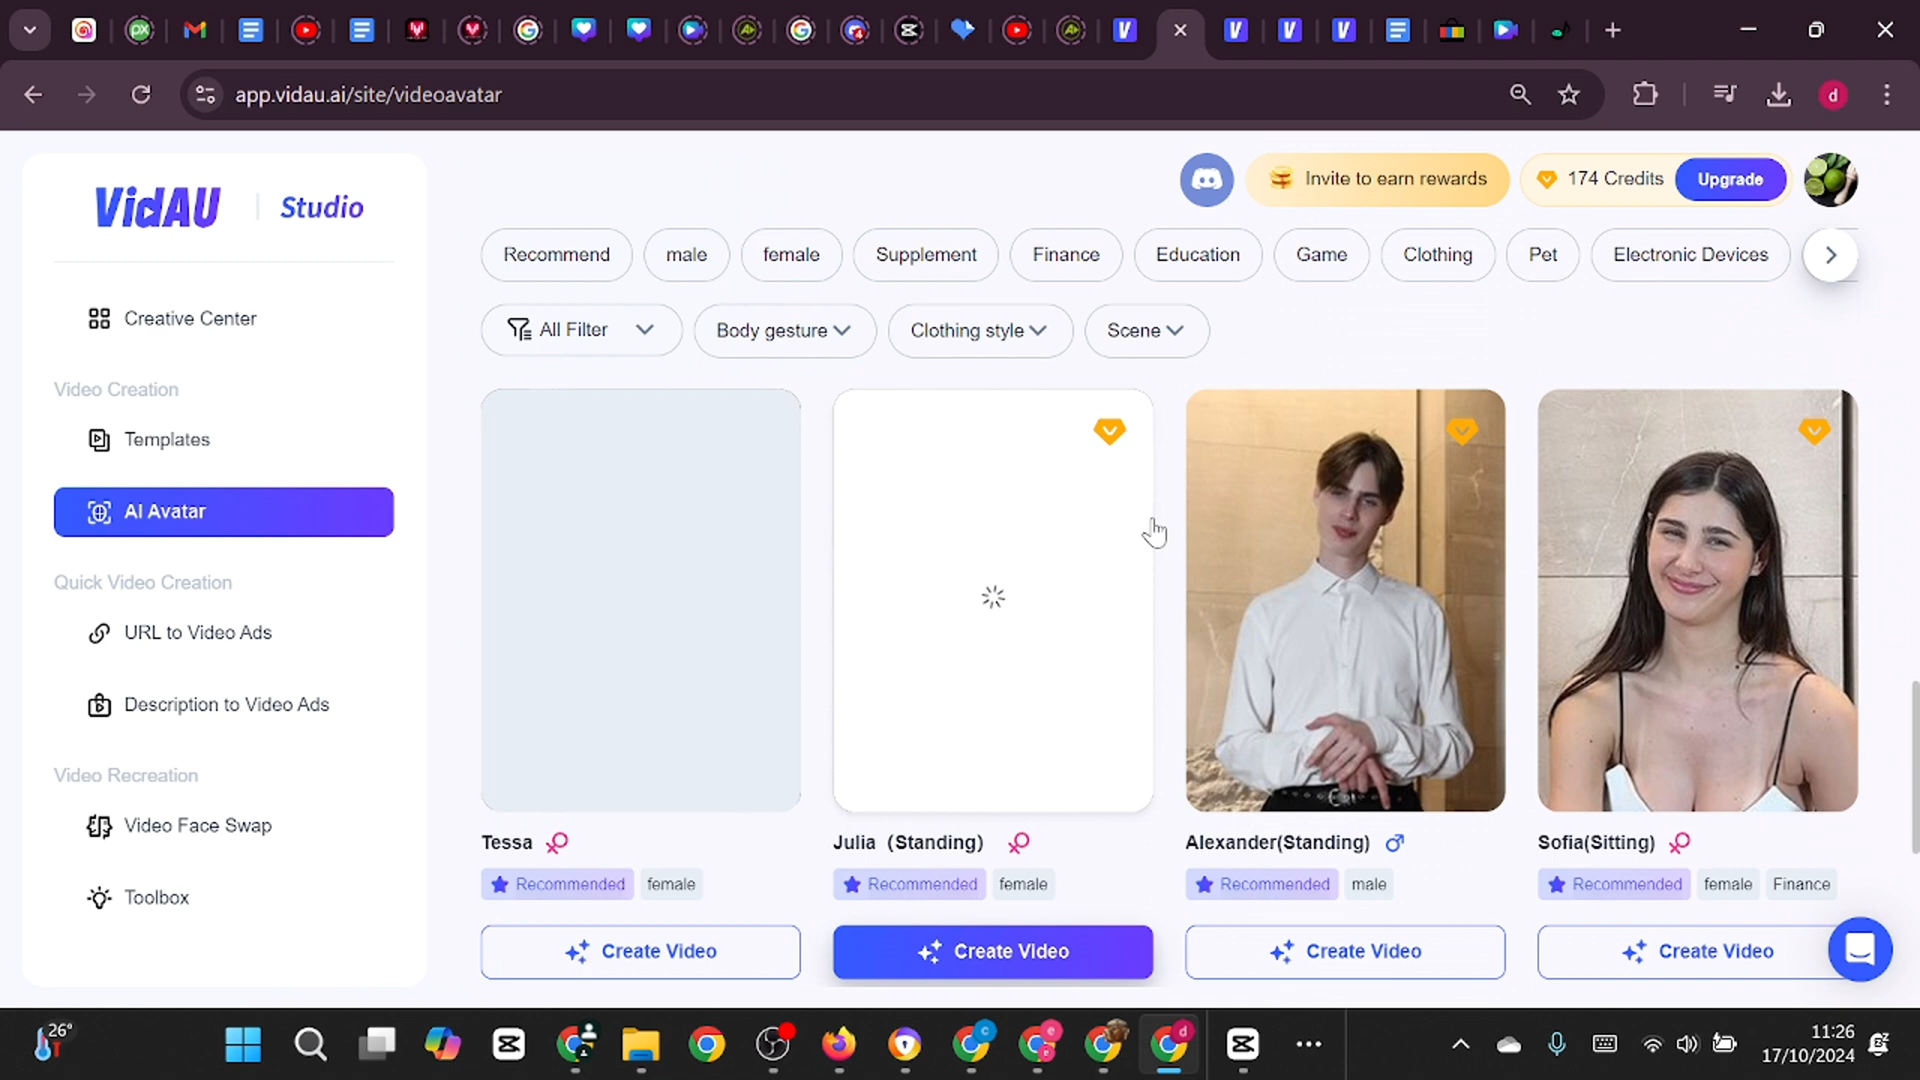 app.vidau.ai/site/videoavatar
d
VidAU
Studio
Invite to earn rewards
174 Credits
Upgrade
Recommend
male
female
Supplement
Finance
Education
Game
Clothing
Pet
Electronic Devices
All Filter
Body gesture
Clothing style
Scene
Creative Center
Video Creation
Templates
AI Avatar
Quick Video Creation
URL to Video Ads
Description to Video Ads
Video Recreation
Video Face Swap
Toolbox
Tessa
Recommended
female
Create Video
Julia (Standing)
Recommended
female
Create Video
Alexander(Standing)
Recommended
male
Create Video
Sofia(Sitting)
Recommended
female
Finance
Create Video
26°
11:26
17/10/2024